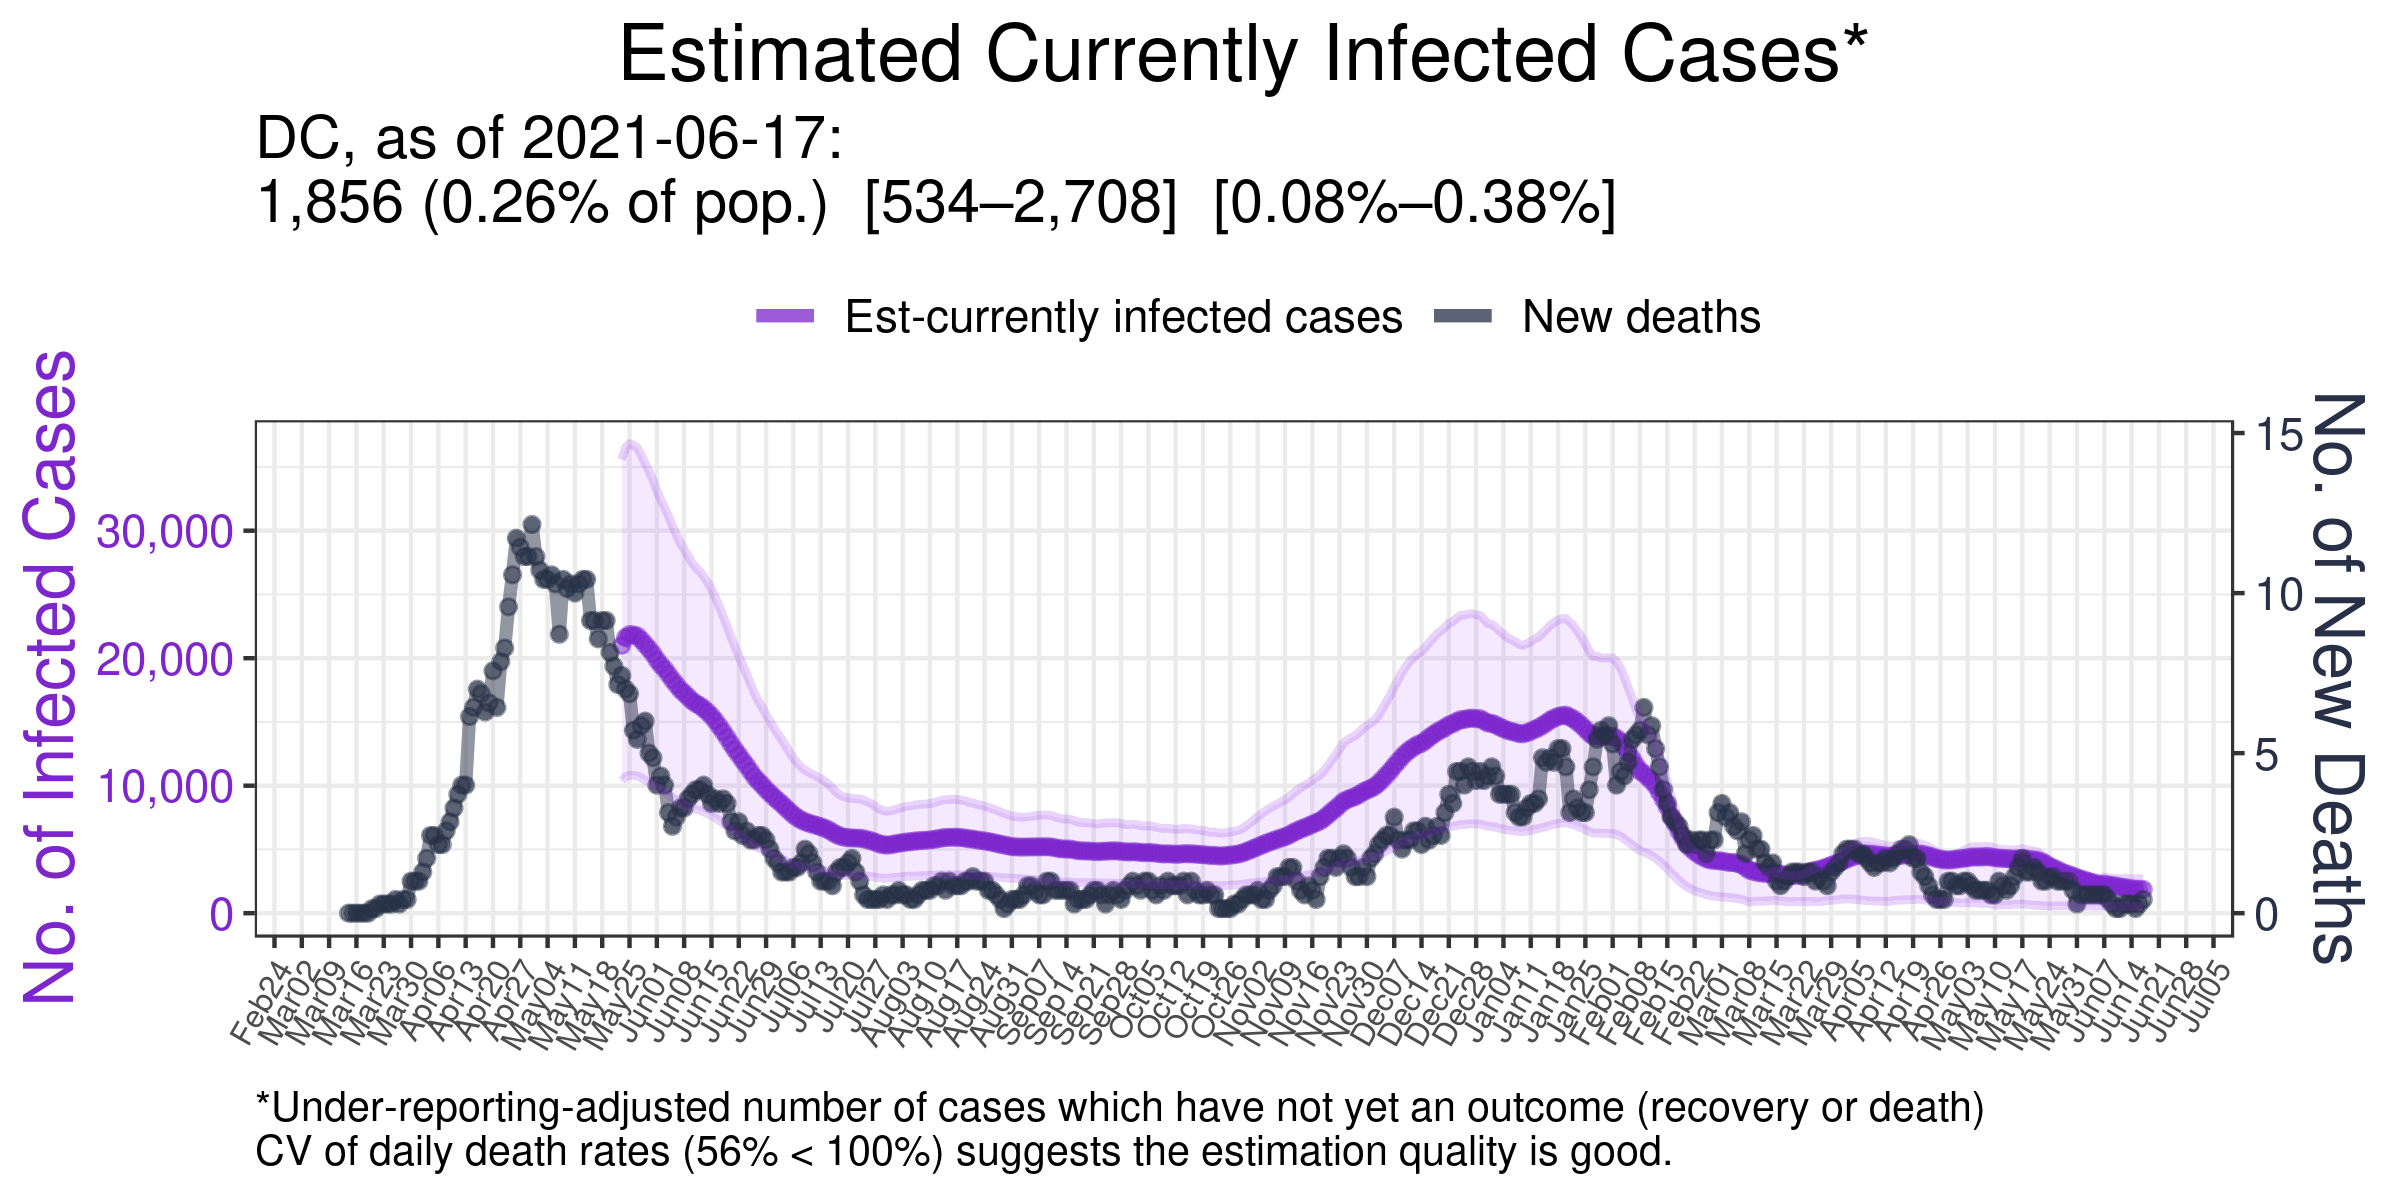 Estimated Currently Infected Cases*
DC, as of 2021-06-17:
1,856 (0.26% of pop.)  [534–2,708]  [0.08%–0.38%]
Est-currently infected cases
New deaths
No. of Infected Cases
30,000
20,000
10,000
0
15
10
5
0
No. of New Deaths
Feb24
Mar02
Mar09
Mar16
Mar23
Mar30
Apr06
Apr13
Apr20
Apr27
May04
May11
May18
May25
Jun01
Jun08
Jun15
Jun22
Jun29
Jul06
Jul13
Jul20
Jul27
Aug03
Aug10
Aug17
Aug24
Aug31
Sep07
Sep14
Sep21
Sep28
Oct05
Oct12
Oct19
Oct26
Nov02
Nov09
Nov16
Nov23
Nov30
Dec07
Dec14
Dec21
Dec28
Jan04
Jan11
Jan18
Jan25
Feb01
Feb08
Feb15
Feb22
Mar01
Mar08
Mar15
Mar22
Mar29
Apr05
Apr12
Apr19
Apr26
May03
May10
May17
May24
May31
Jun07
Jun14
Jun21
Jun28
Jul05
*Under-reporting-adjusted number of cases which have not yet an outcome (recovery or death)
CV of daily death rates (56% < 100%) suggests the estimation quality is good.